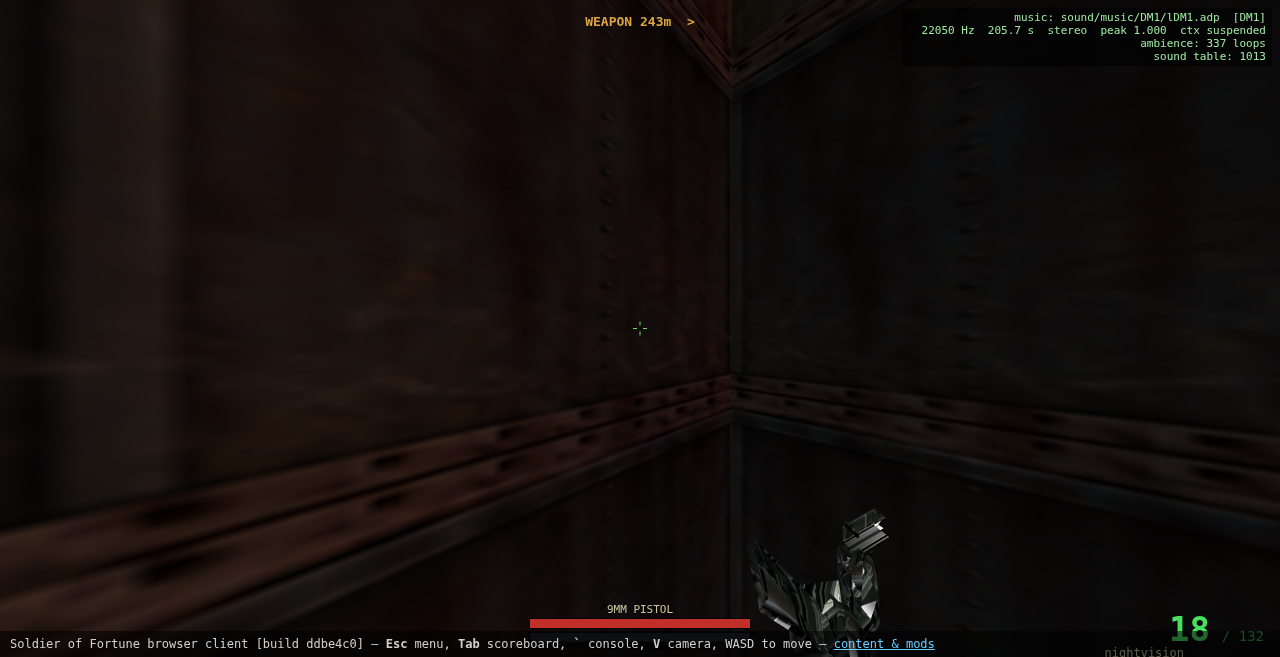 WEAPON 243m >
music: sound/music/DM1/lDM1.adp [DM1]
22050 Hz 205.7 s stereo peak 1.000 ctx suspended
ambience: 337 loops
sound table: 1013
9MM PISTOL
18 / 132
Soldier of Fortune browser client [build ddbe4c0] — Esc menu, Tab scoreboard, ` console, V camera, WASD to move — content & mods
nightvision